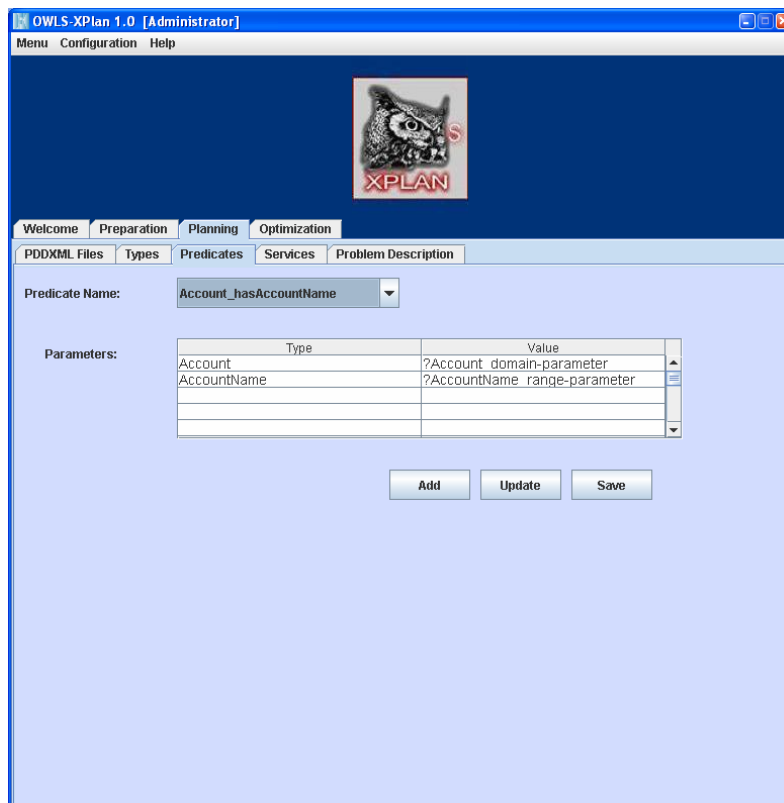 OWLS-XPlan 1.0 [Administrator]
Menu Configuration Help
S
XPLAN
Welcome Preparation Planning Optimization
PDDXML Files Types Predicates Services Problem Description
Predicate Name: Account_hasAccountName
Parameters:
Type Value
Account ?Account_domain-parameter
AccountName ?AccountName_range-parameter
Add Update Save